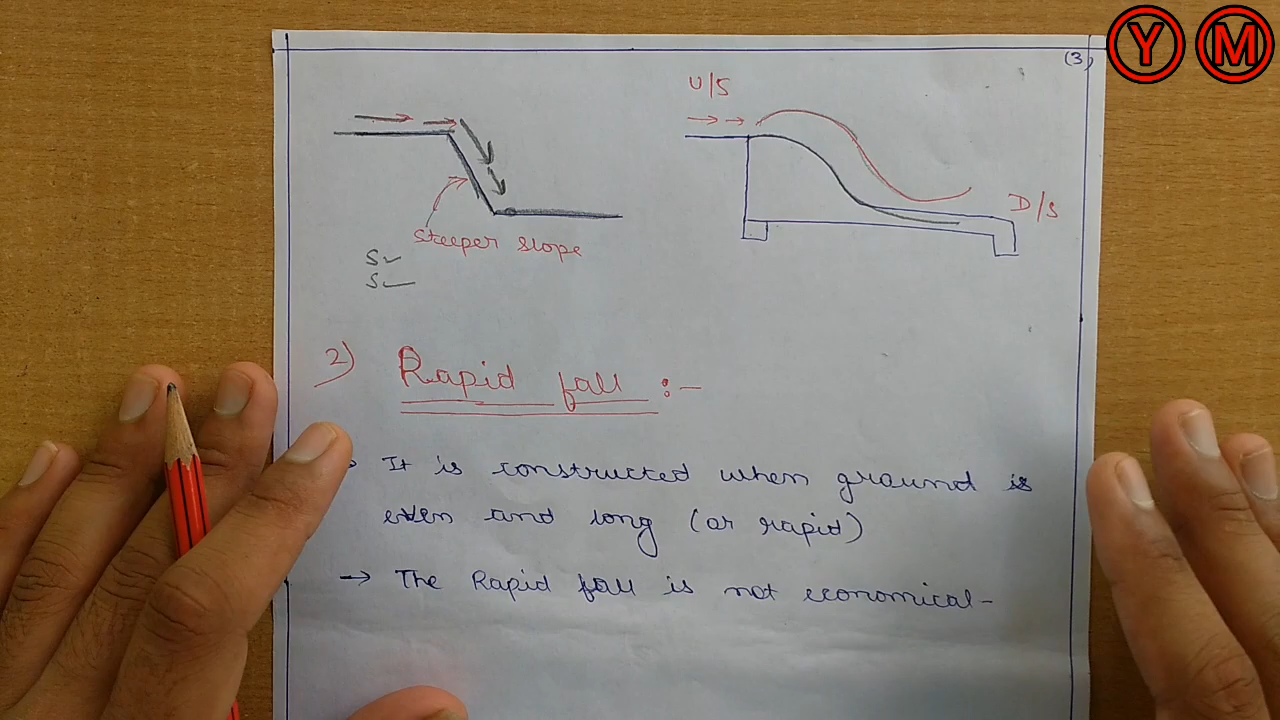 Y M
(3)
U/S
D/S
Steeper slope
S
S
2) Rapid fall :-
It is constructed when ground is
even and long (or rapid)
→ The Rapid fall is not economical-